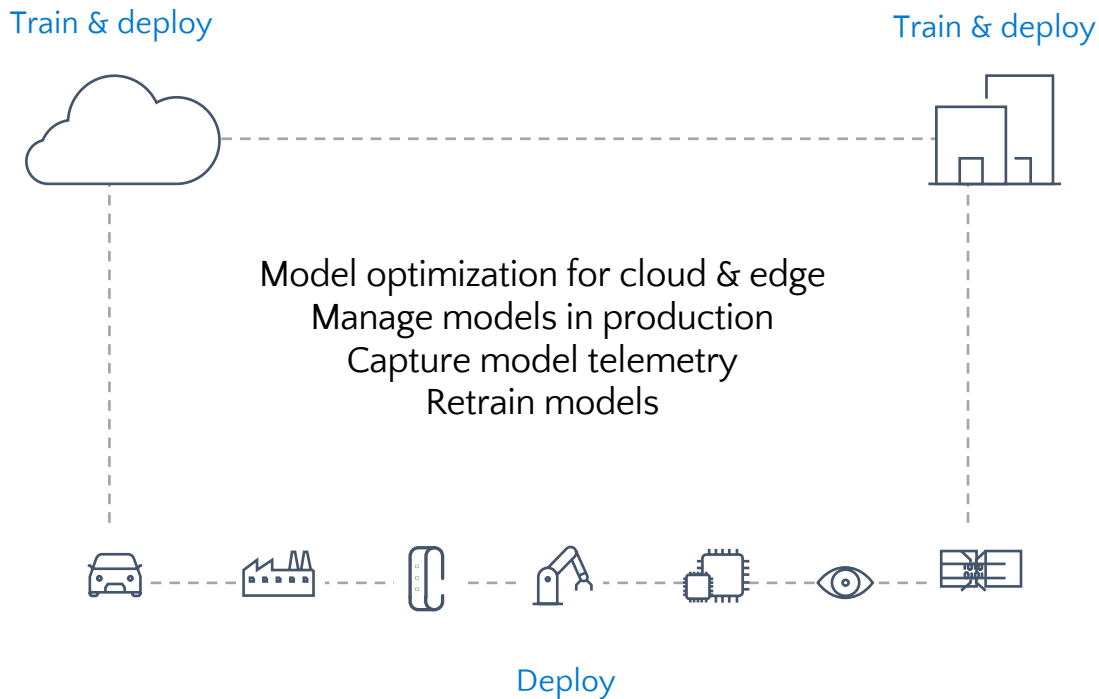 Train & deploy
Train & deploy
Model optimization for cloud & edge
Manage models in production
Capture model telemetry
Retrain models
Deploy